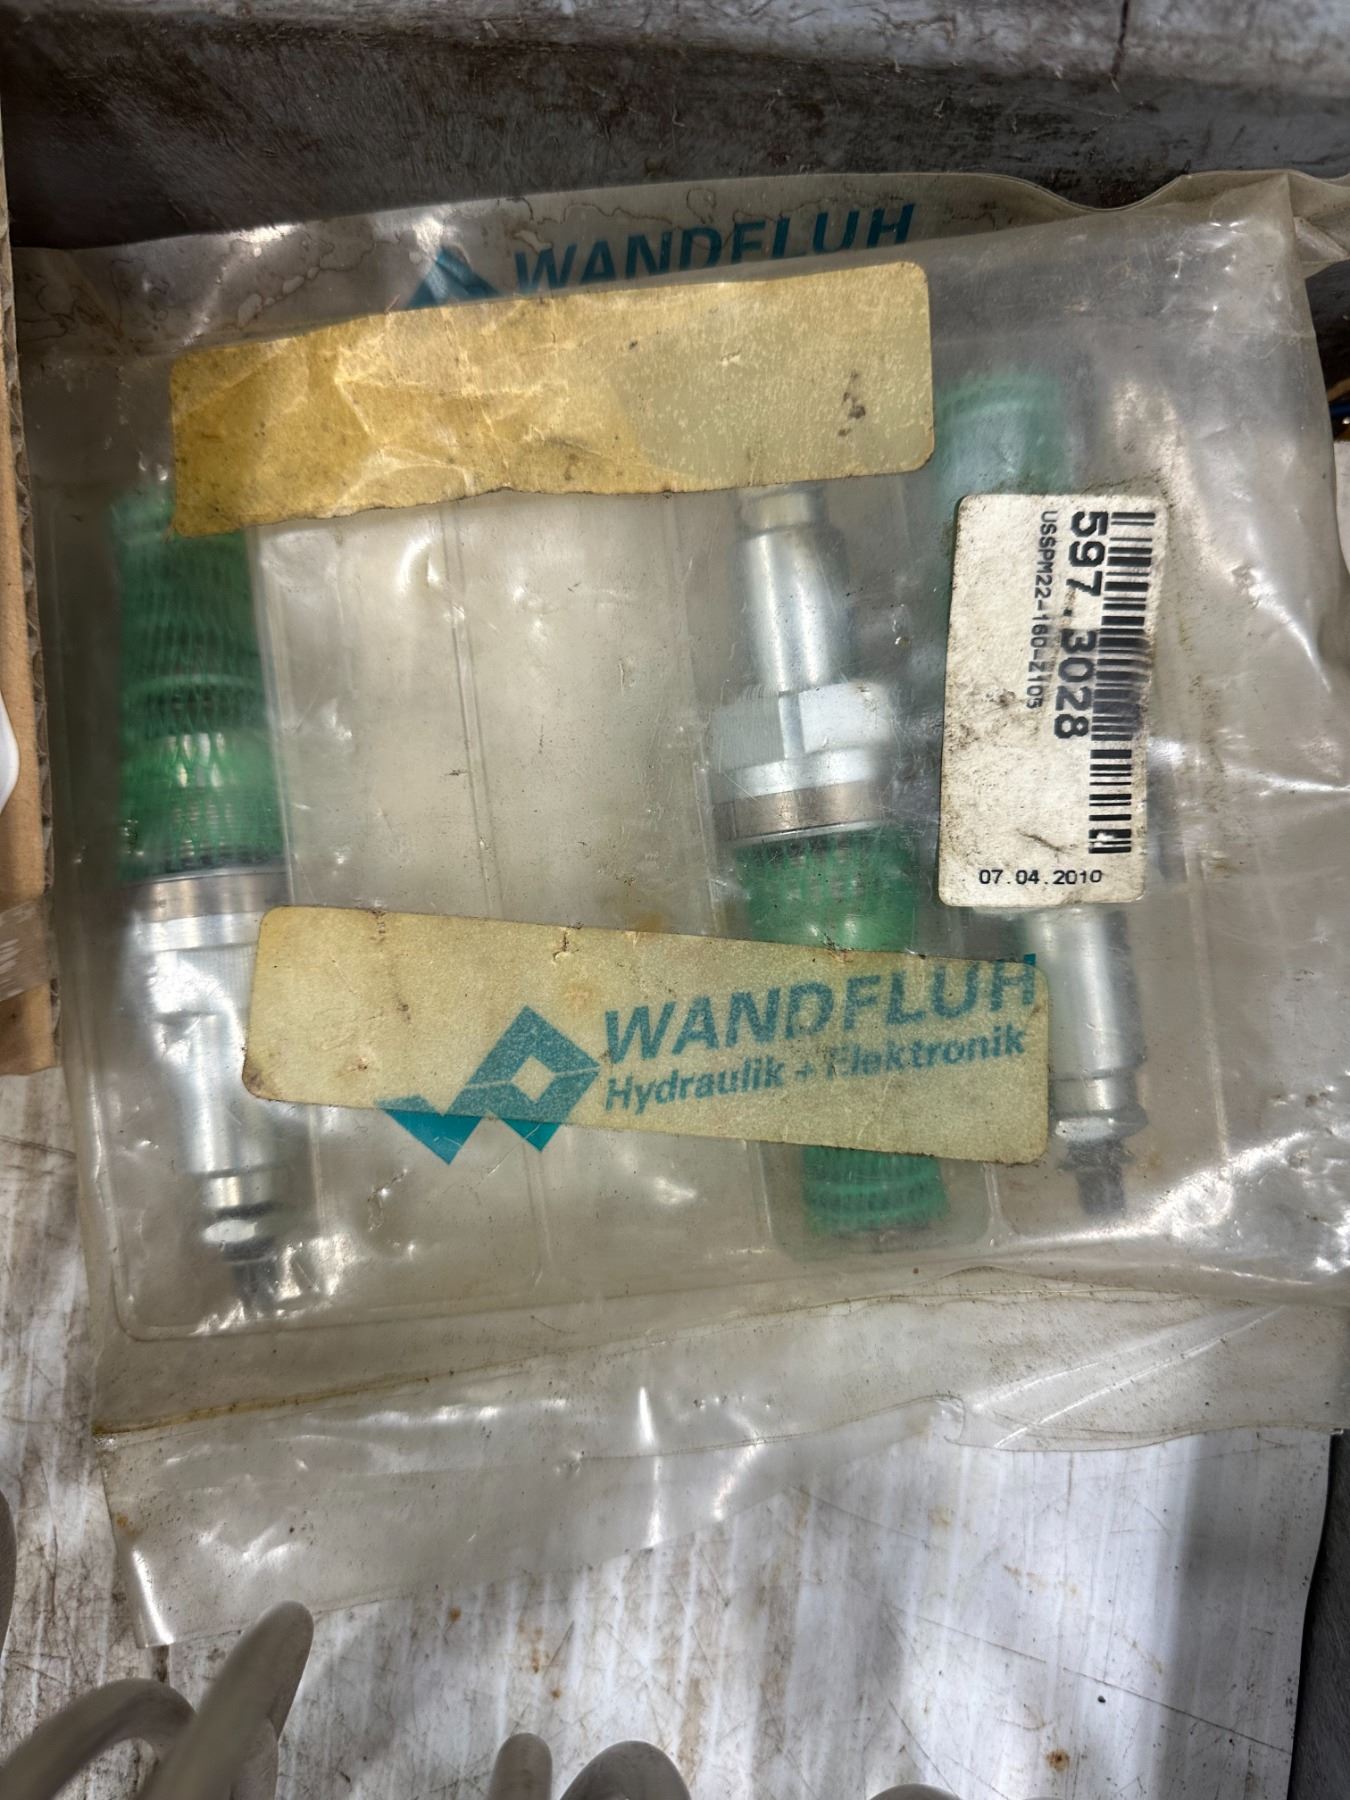 WANDFLUH
597.3028
USSPM22-160-Z105
07.04.2010
WANDFLUH
Hydraulik + Elektronik